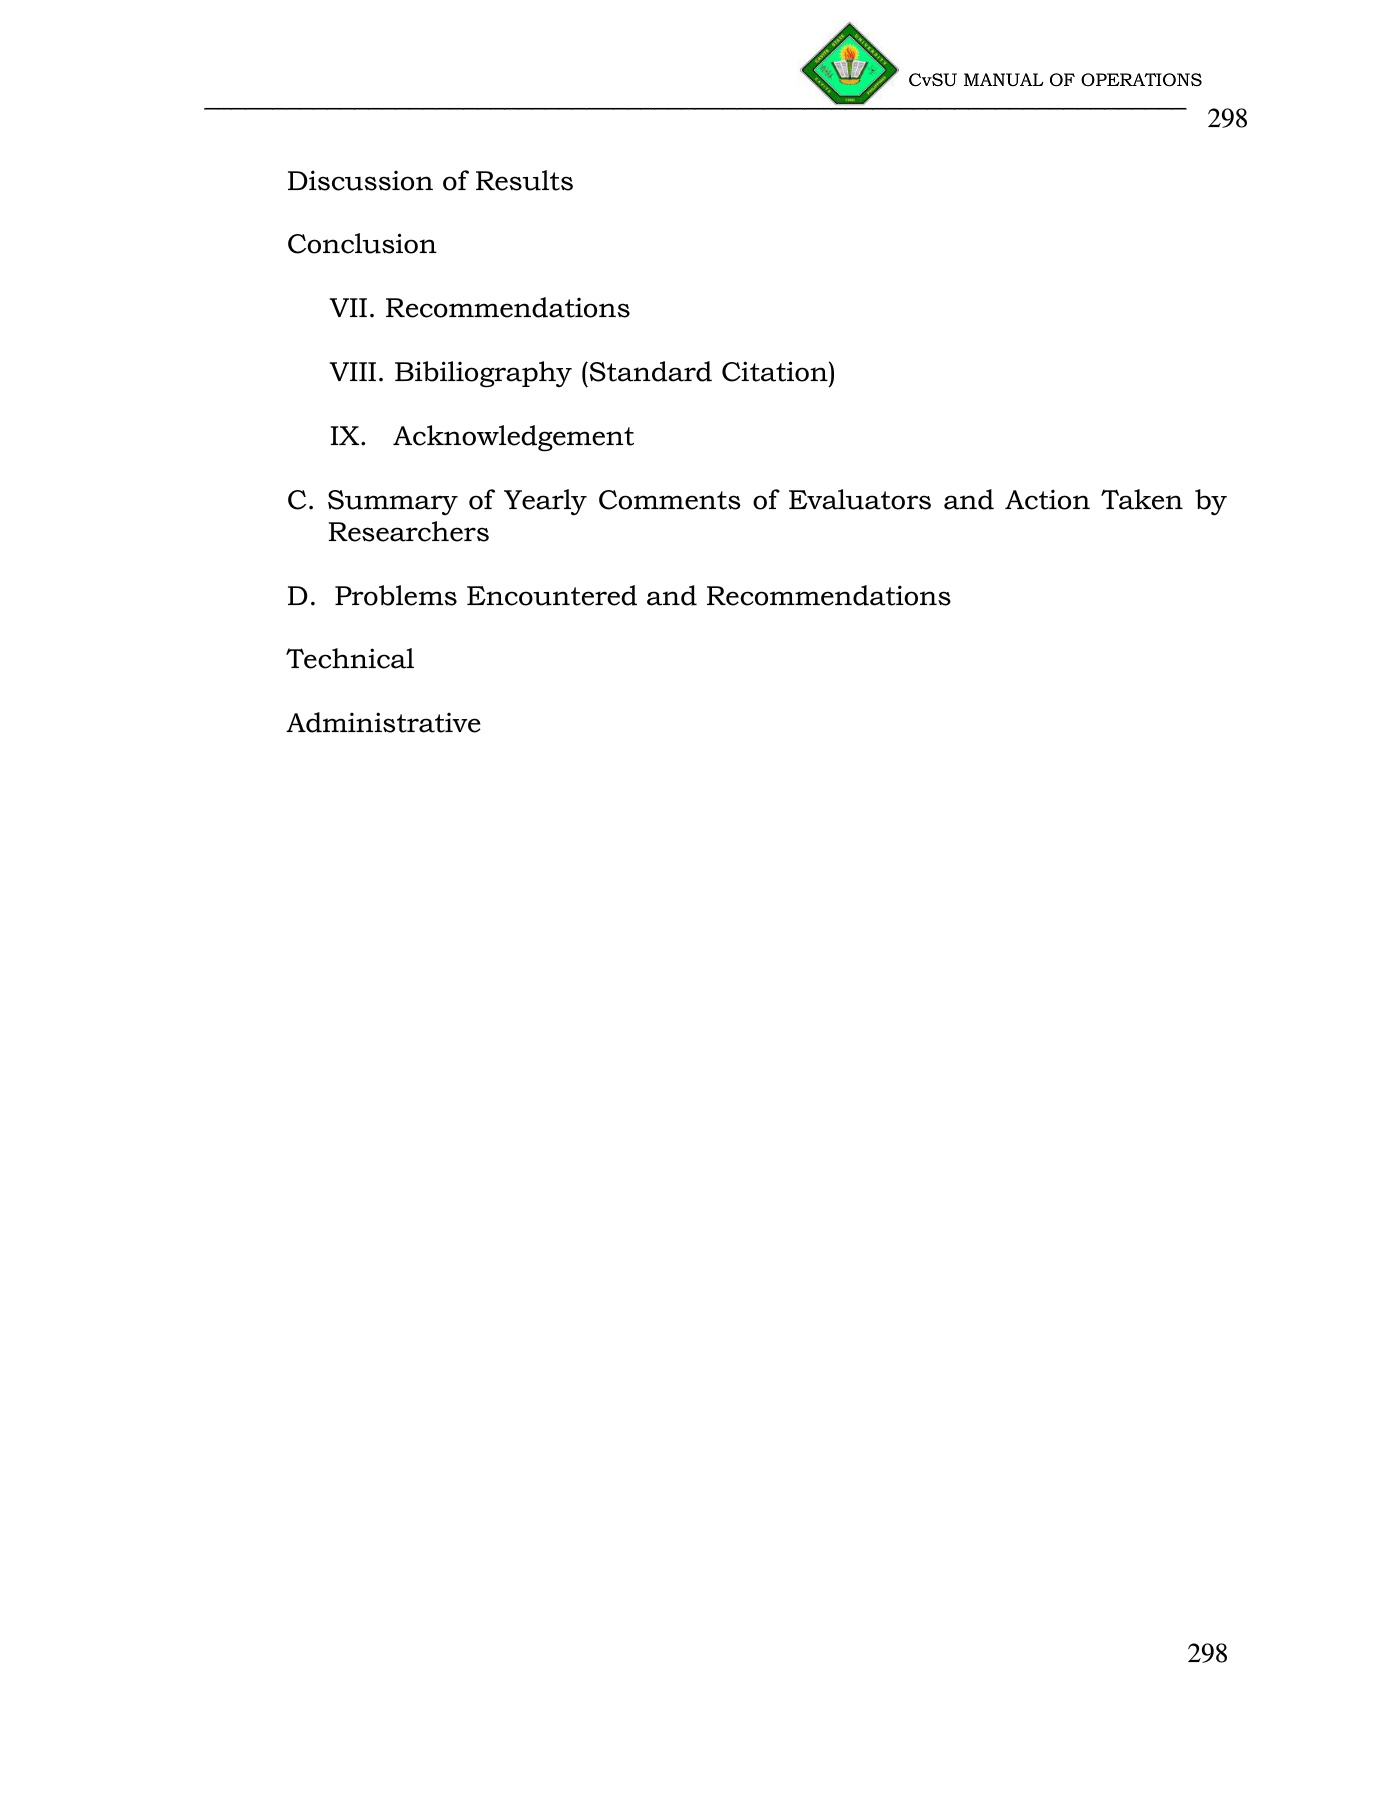 CvSU MANUAL OF OPERATIONS
298
Discussion of Results
Conclusion
VII. Recommendations
VIII. Bibiliography (Standard Citation)
IX. Acknowledgement
C. Summary of Yearly Comments of Evaluators and Action Taken by
Researchers
D. Problems Encountered and Recommendations
Technical
Administrative
298